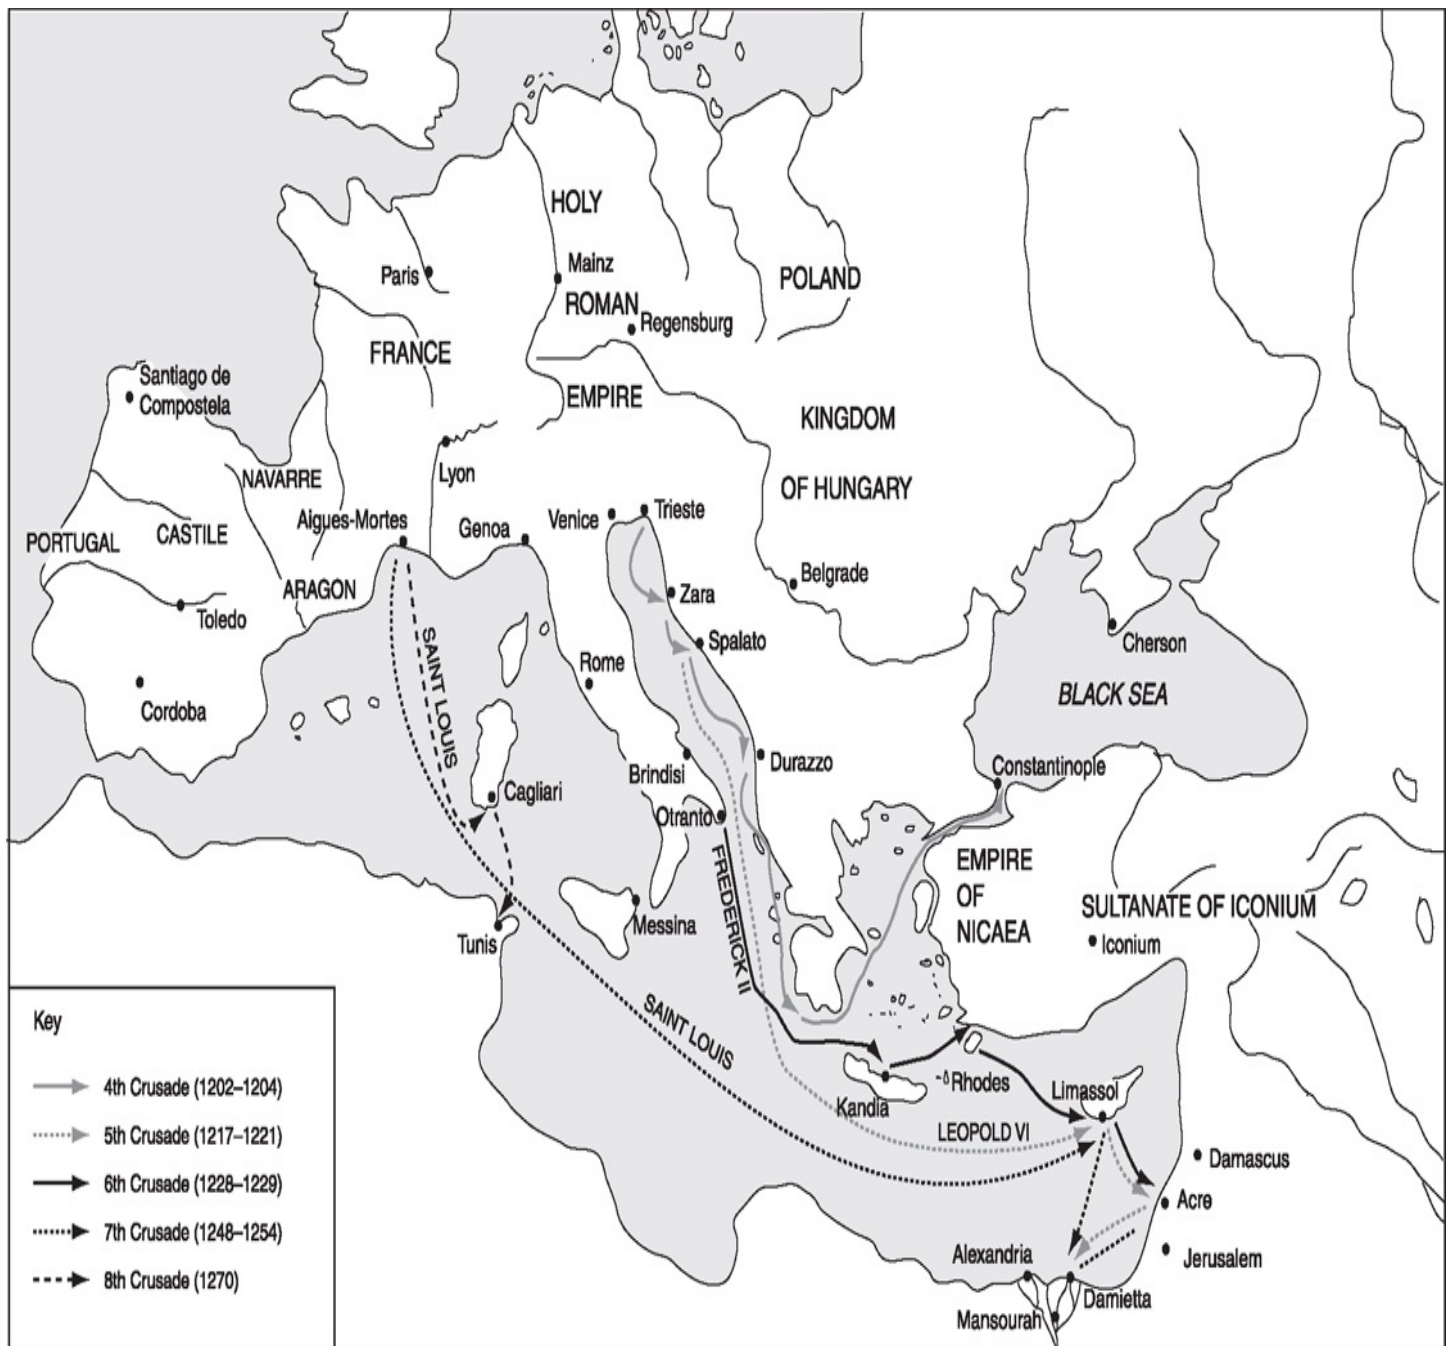 HOLY
Mainz
Paris
POLAND
ROMAN
Regensburg
FRANCE
Santiago de
Compostela
EMPIRE
KINGDOM
Lyon
NAVARRE
OF HUNGARY
Aigues-Mortes
Genoa
Venice
Trieste
PORTUGAL
CASTILE
Belgrade
ARAGON
Zara
Toledo
Spalato
Cherson
SAINT LOUIS
Rome
BLACK SEA
Cordoba
Brindisi
Durazzo
Constantinople
Cagliari
Otranto
FREDERICK II
EMPIRE
OF
NICAEA
SULTANATE OF ICONIUM
Iconium
Messina
Tunis
SAINT LOUIS
Rhodes
Limassol
Kandia
LEOPOLD VI
Damascus
Acre
Alexandria
Jerusalem
Damietta
Mansourah
Key
4th Crusade (1202–1204)
5th Crusade (1217–1221)
6th Crusade (1228–1229)
7th Crusade (1248–1254)
8th Crusade (1270)